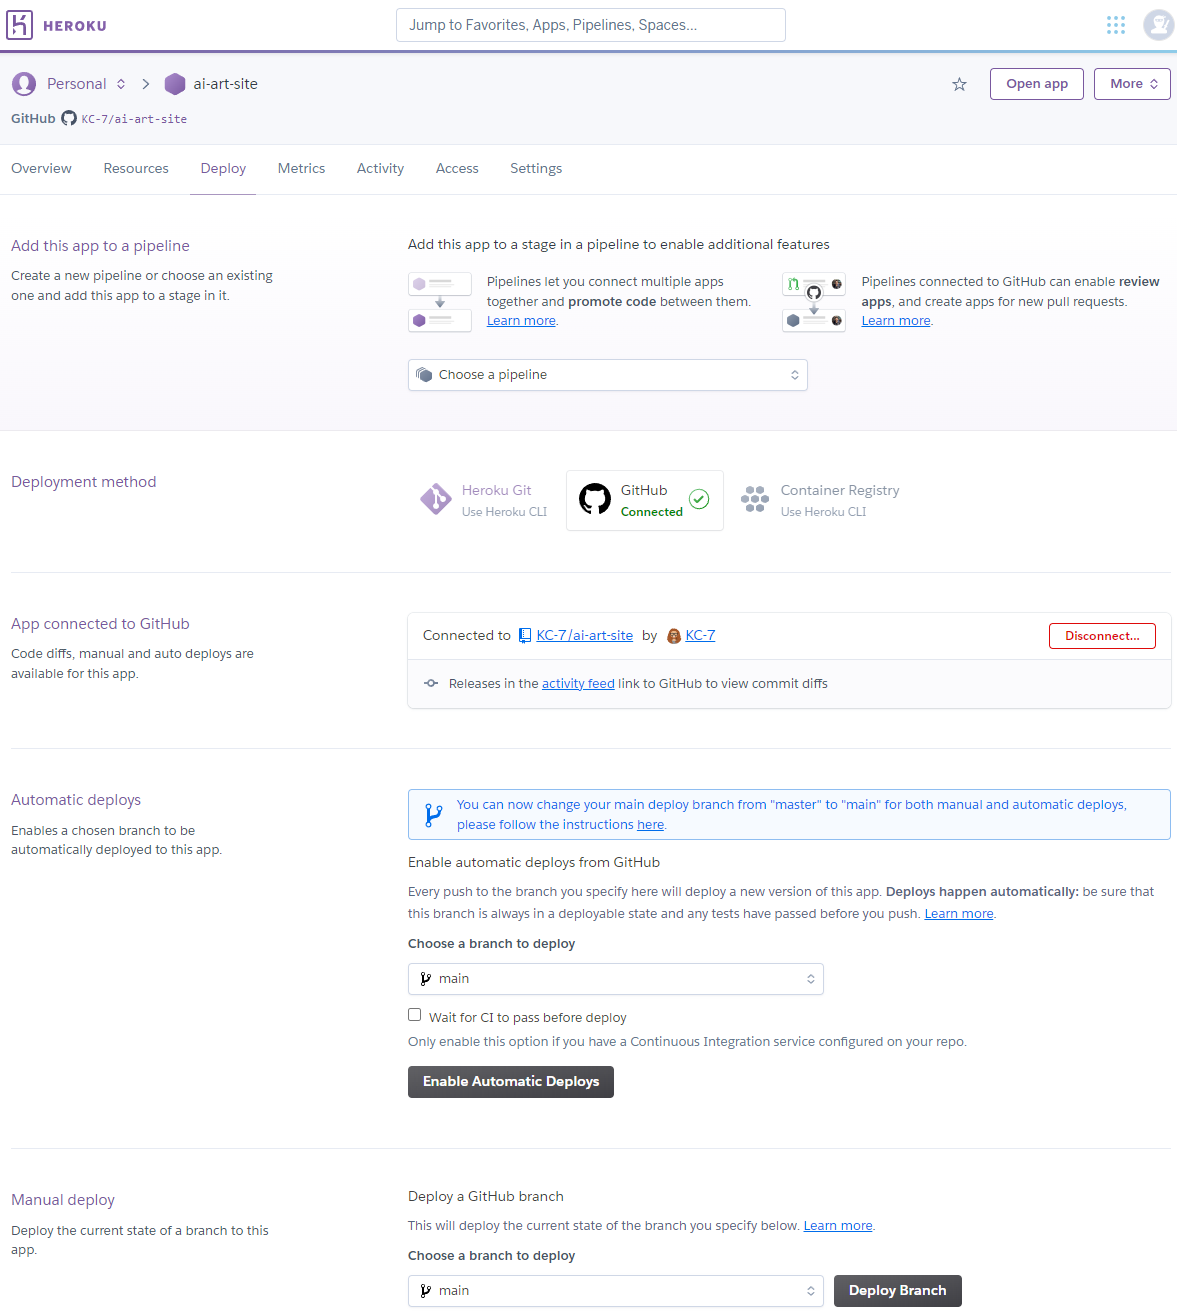 HEROKU
Jump to Favorites, Apps, Pipelines, Spaces...
Personal
ai-art-site
Open app
More
GitHub KC-7/ai-art-site
Overview
Resources
Deploy
Metrics
Activity
Access
Settings
Add this app to a pipeline
Create a new pipeline or choose an existing
one and add this app to a stage in it.
Add this app to a stage in a pipeline to enable additional features
Pipelines let you connect multiple apps
together and promote code between them.
Learn more.
Pipelines connected to GitHub can enable review
apps, and create apps for new pull requests.
Learn more.
Choose a pipeline
Deployment method
Heroku Git
Use Heroku CLI
GitHub
Connected
Container Registry
Use Heroku CLI
App connected to GitHub
Code diffs, manual and auto deploys are
available for this app.
Connected to KC-7/ai-art-site by KC-7
Disconnect...
Releases in the activity feed link to GitHub to view commit diffs
Automatic deploys
Enables a chosen branch to be
automatically deployed to this app.
You can now change your main deploy branch from "master" to "main" for both manual and automatic deploys,
please follow the instructions here.
Enable automatic deploys from GitHub
Every push to the branch you specify here will deploy a new version of this app. Deploys happen automatically: be sure that
this branch is always in a deployable state and any tests have passed before you push. Learn more.
Choose a branch to deploy
main
Wait for CI to pass before deploy
Only enable this option if you have a Continuous Integration service configured on your repo.
Enable Automatic Deploys
Manual deploy
Deploy the current state of a branch to this
app.
Deploy a GitHub branch
This will deploy the current state of the branch you specify below. Learn more.
Choose a branch to deploy
main
Deploy Branch